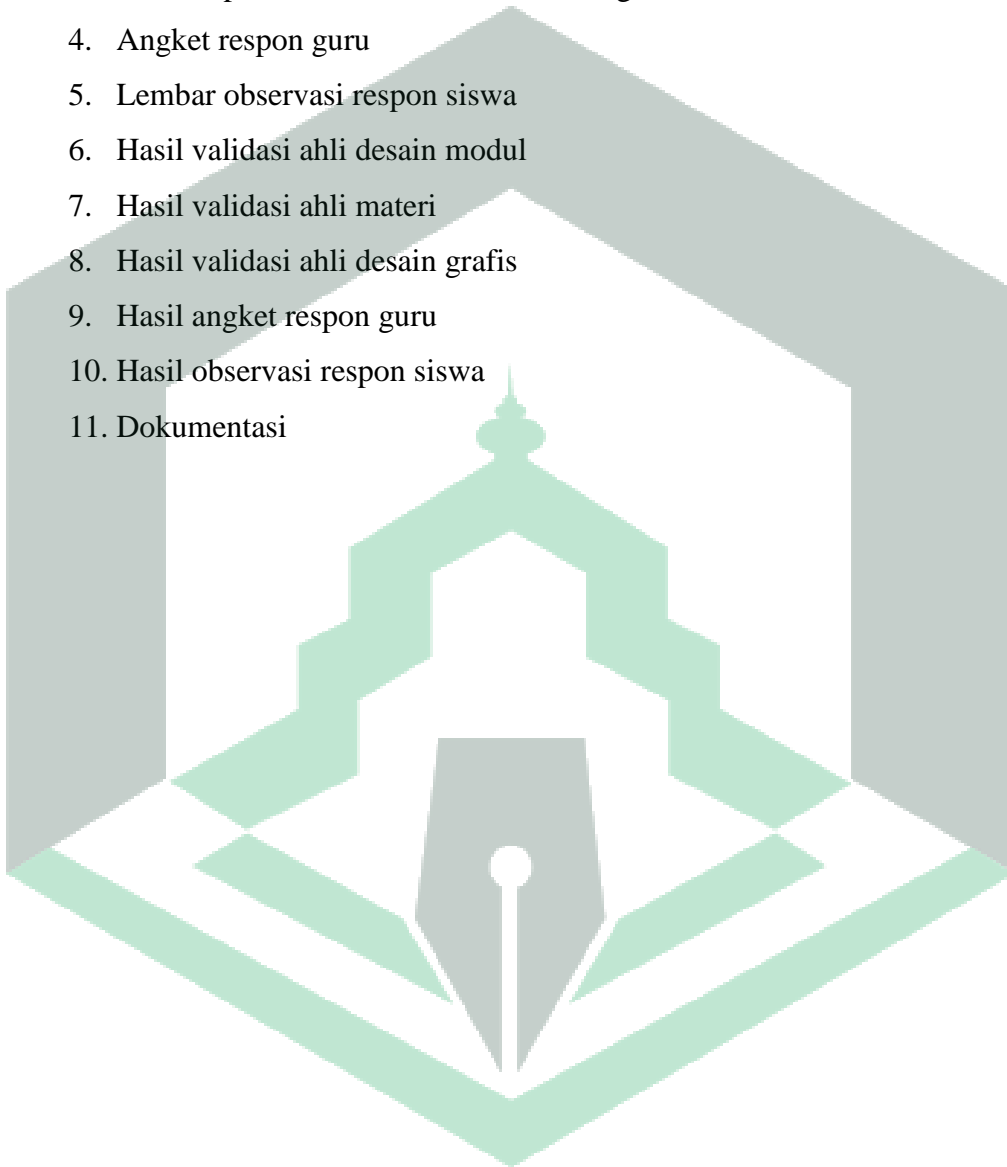 4. Angket respon guru
5. Lembar observasi respon siswa
6. Hasil validasi ahli desain modul
7. Hasil validasi ahli materi
8. Hasil validasi ahli desain grafis
9. Hasil angket respon guru
10. Hasil observasi respon siswa
11. Dokumentasi